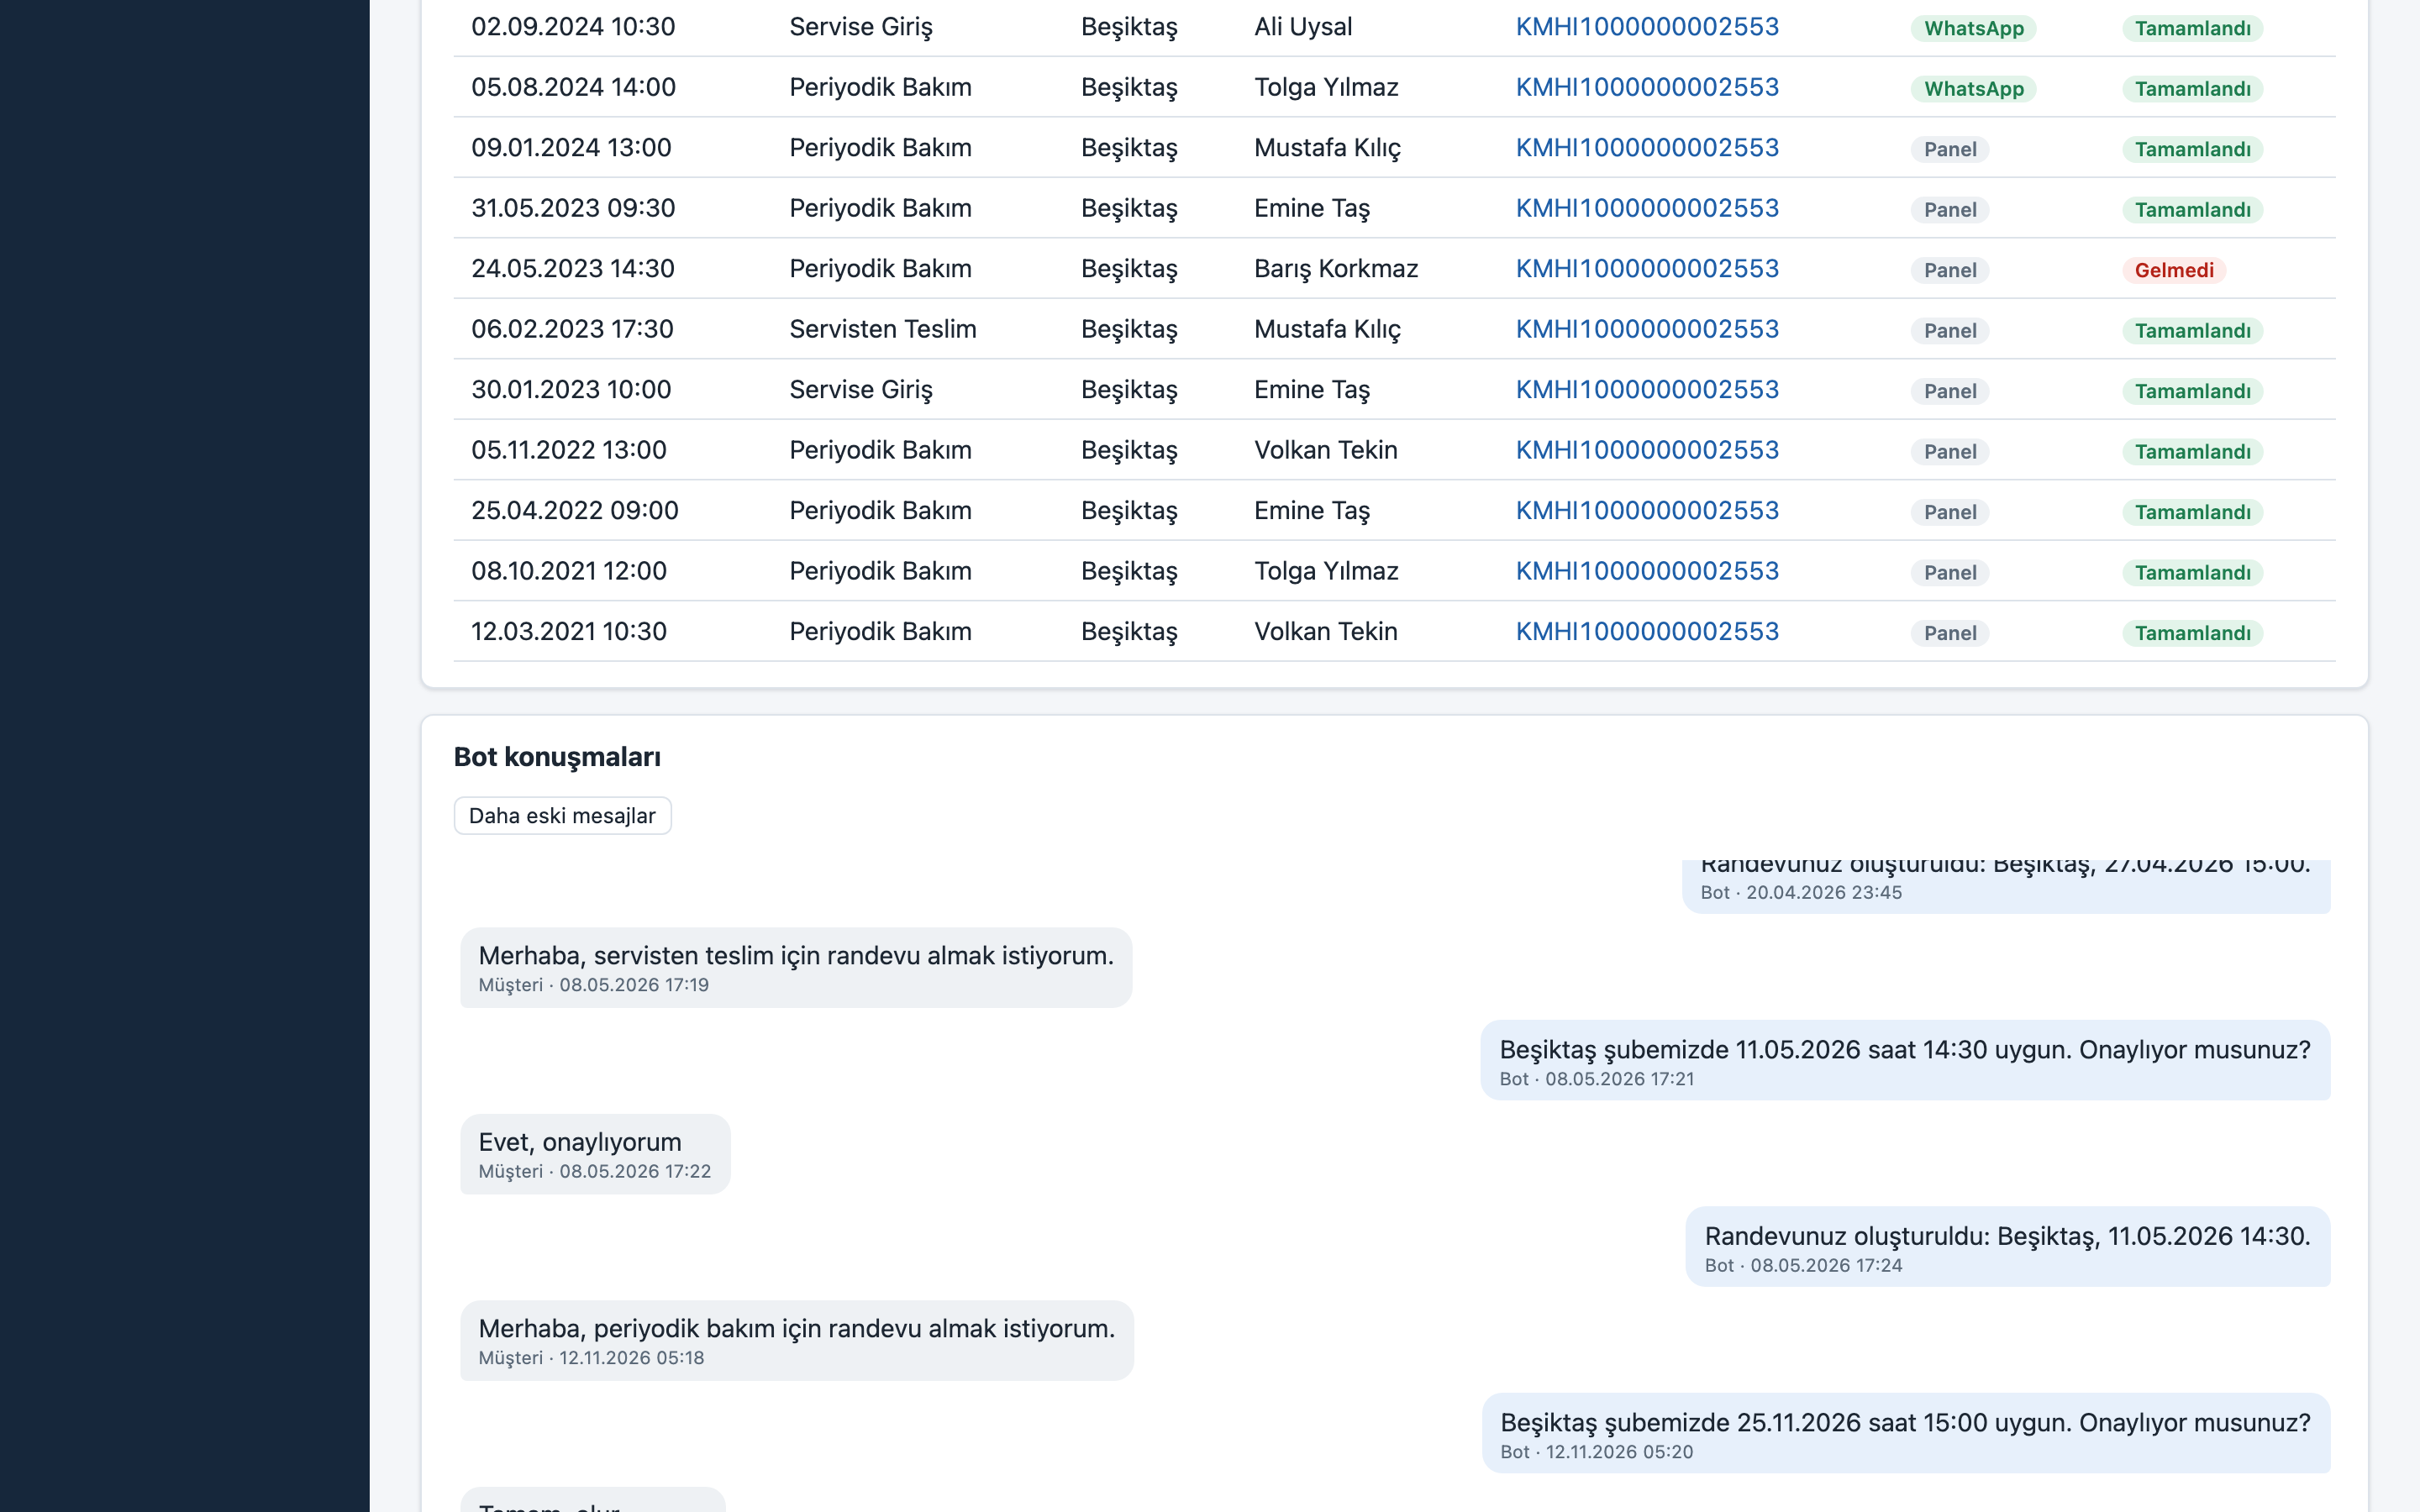 02.09.2024 10:30 Servise Giriş Beşiktaş Ali Uysal KMHI1000000002553 WhatsApp Tamamlandı
05.08.2024 14:00 Periyodik Bakım Beşiktaş Tolga Yılmaz KMHI1000000002553 WhatsApp Tamamlandı
09.01.2024 13:00 Periyodik Bakım Beşiktaş Mustafa Kılıç KMHI1000000002553 Panel Tamamlandı
31.05.2023 09:30 Periyodik Bakım Beşiktaş Emine Taş KMHI1000000002553 Panel Tamamlandı
24.05.2023 14:30 Periyodik Bakım Beşiktaş Barış Korkmaz KMHI1000000002553 Panel Gelmedi
06.02.2023 17:30 Servisten Teslim Beşiktaş Mustafa Kılıç KMHI1000000002553 Panel Tamamlandı
30.01.2023 10:00 Servise Giriş Beşiktaş Emine Taş KMHI1000000002553 Panel Tamamlandı
05.11.2022 13:00 Periyodik Bakım Beşiktaş Volkan Tekin KMHI1000000002553 Panel Tamamlandı
25.04.2022 09:00 Periyodik Bakım Beşiktaş Emine Taş KMHI1000000002553 Panel Tamamlandı
08.10.2021 12:00 Periyodik Bakım Beşiktaş Tolga Yılmaz KMHI1000000002553 Panel Tamamlandı
12.03.2021 10:30 Periyodik Bakım Beşiktaş Volkan Tekin KMHI1000000002553 Panel Tamamlandı
Bot konuşmaları
Daha eski mesajlar
Randevunuz oluşturuldu: Beşiktaş, 27.04.2026 15:00.
Bot · 20.04.2026 23:45
Merhaba, servisten teslim için randevu almak istiyorum.
Müşteri · 08.05.2026 17:19
Beşiktaş şubemizde 11.05.2026 saat 14:30 uygun. Onaylıyor musunuz?
Bot · 08.05.2026 17:21
Evet, onaylıyorum
Müşteri · 08.05.2026 17:22
Randevunuz oluşturuldu: Beşiktaş, 11.05.2026 14:30.
Bot · 08.05.2026 17:24
Merhaba, periyodik bakım için randevu almak istiyorum.
Müşteri · 12.11.2026 05:18
Beşiktaş şubemizde 25.11.2026 saat 15:00 uygun. Onaylıyor musunuz?
Bot · 12.11.2026 05:20